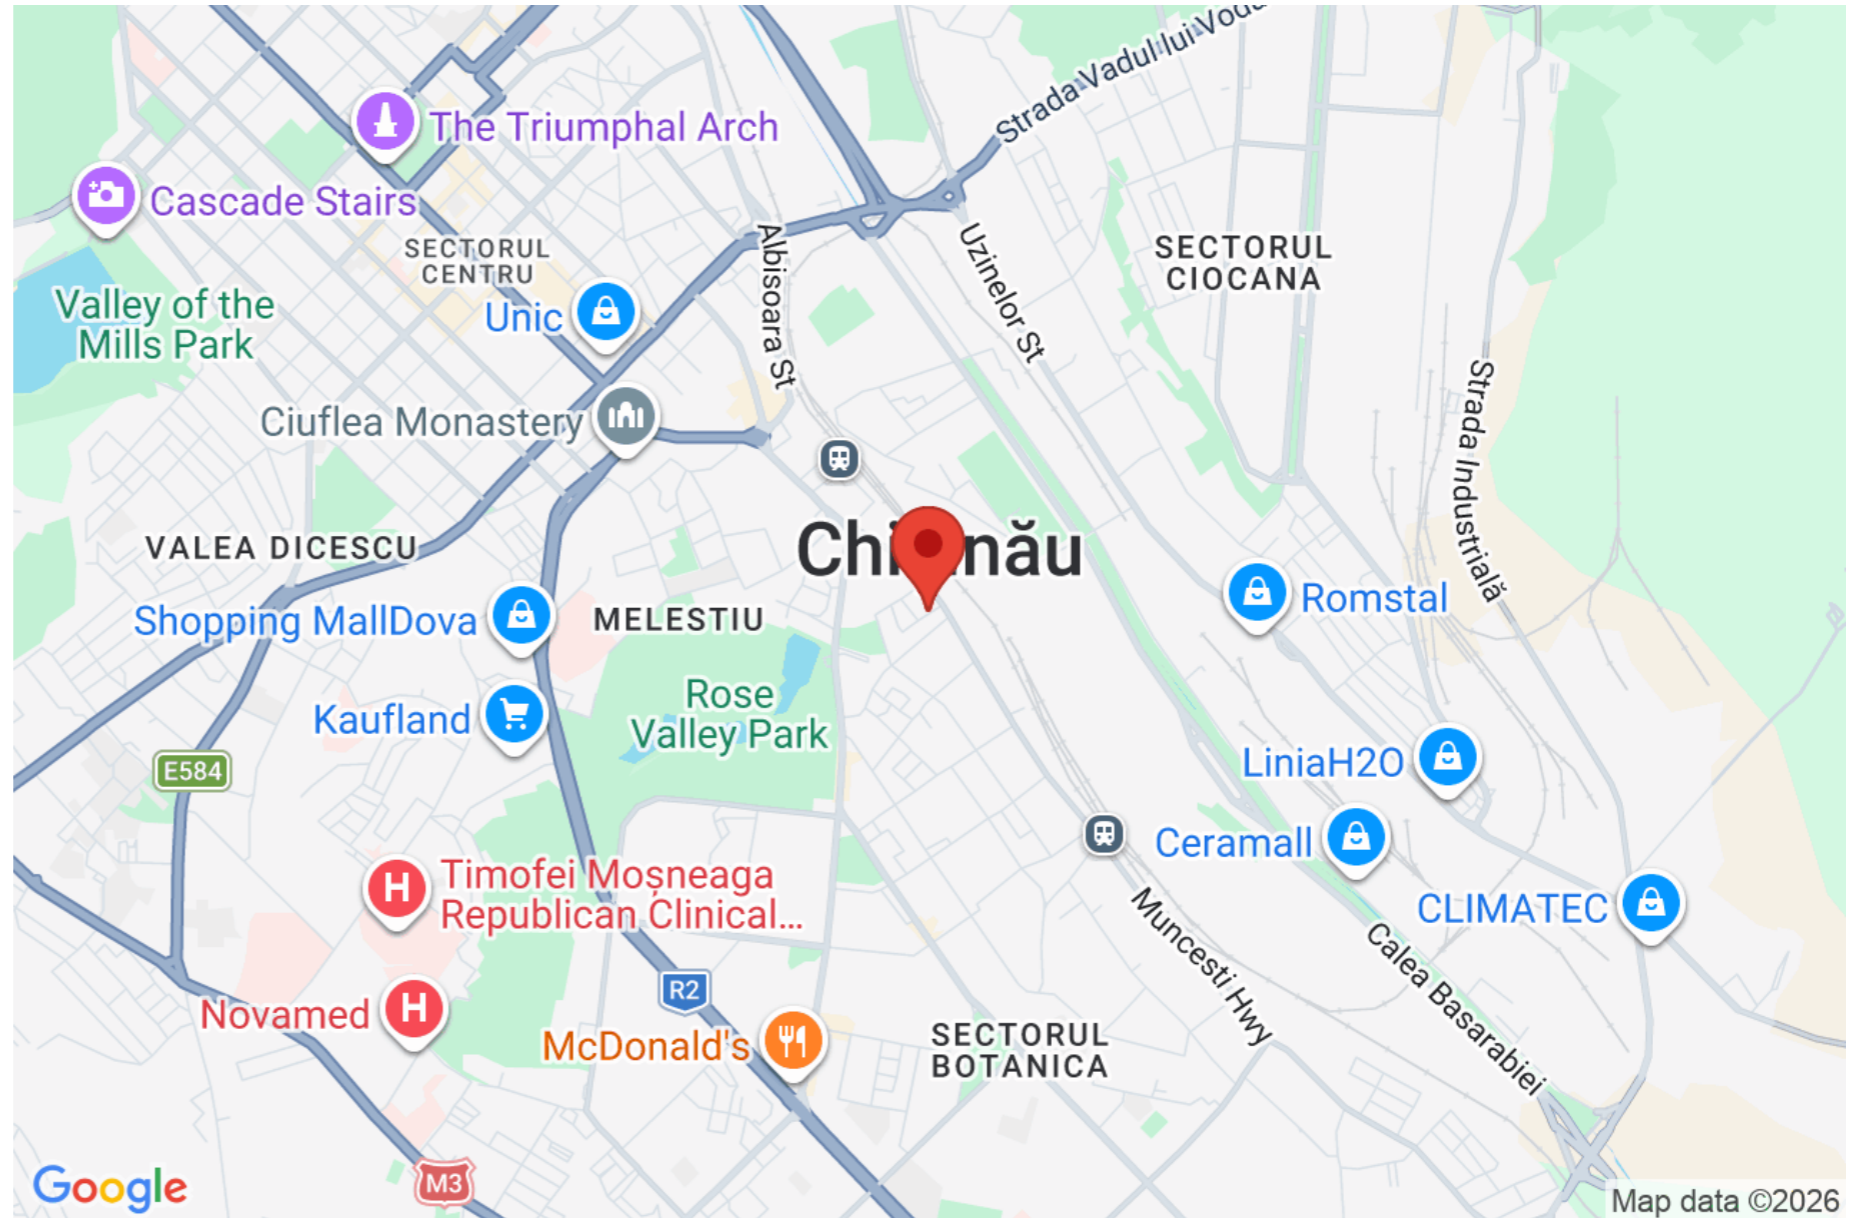 Strada Vadul lui Vodă
The Triumphal Arch
Cascade Stairs
SECTORUL
CENTRU
Albisoara St
Uzinelor St
SECTORUL
CIOCANA
Valley of the
Mills Park
Unic
Ciuflea Monastery
Strada Industrială
VALEA DICESCU
Chi nău
Shopping MallDova
MELESTIU
Romstal
Rose
Valley Park
Kaufland
E584
LiniaH2O
Ceramall
Timofei Moșneaga
Republican Clinical...
H
CLIMATEC
Muncesti Hwy
Calea Basarabiei
R2
Novamed
H
McDonald's
SECTORUL
BOTANICA
M3
Google
Map data ©2026